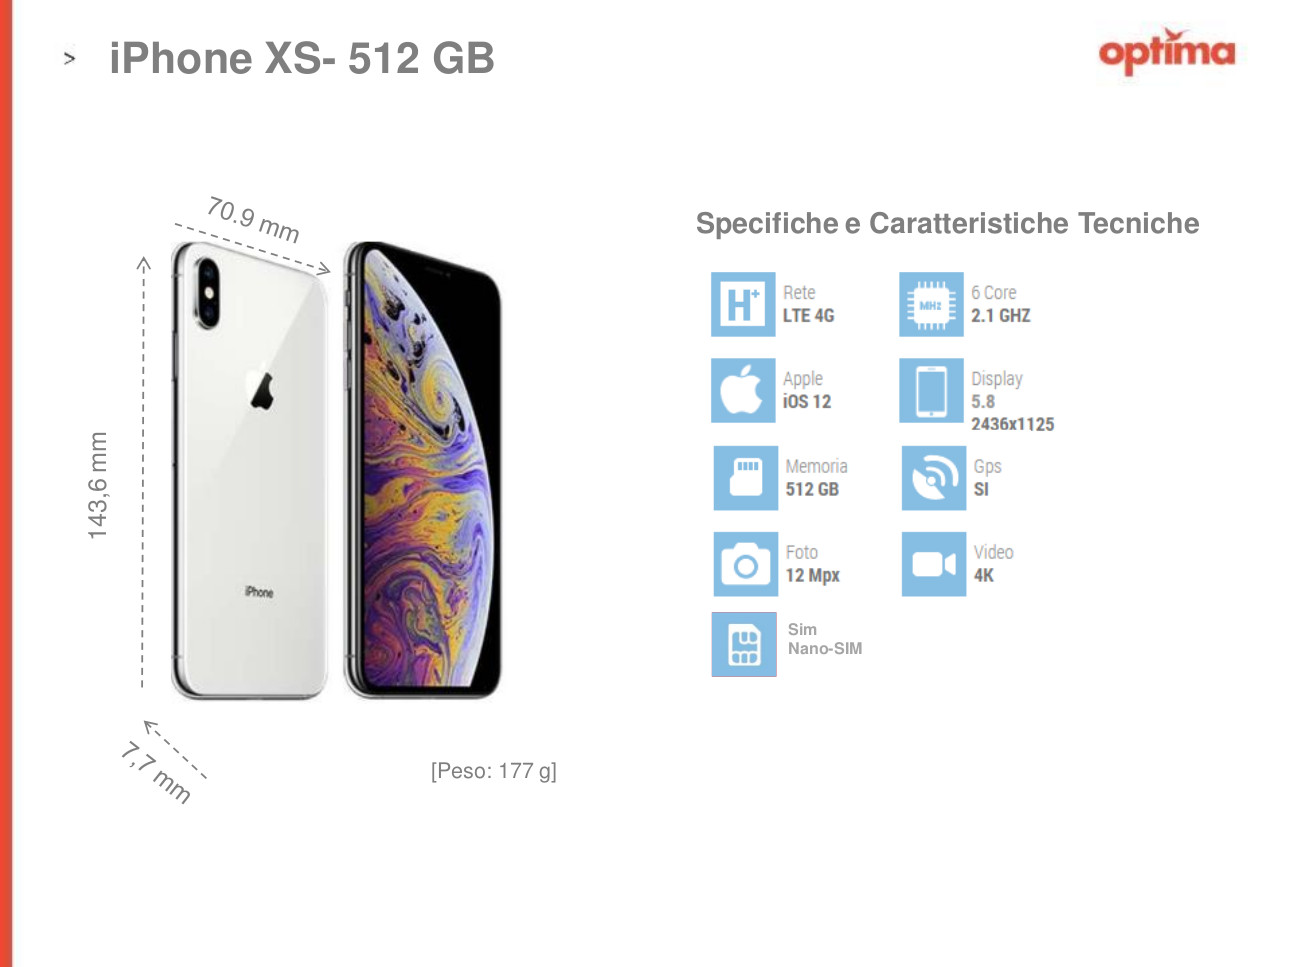 > iPhone XS- 512 GB
optima
70.9 mm
143,6 mm
7,7 mm
iPhone
[Peso: 177 g]
Specifiche e Caratteristiche Tecniche
H+
Rete
LTE 4G
MHz
6 Core
2.1 GHZ
Apple
iOS 12
Display
5.8
2436x1125
Memoria
512 GB
Gps
SI
Foto
12 Mpx
Video
4K
Sim
Nano-SIM